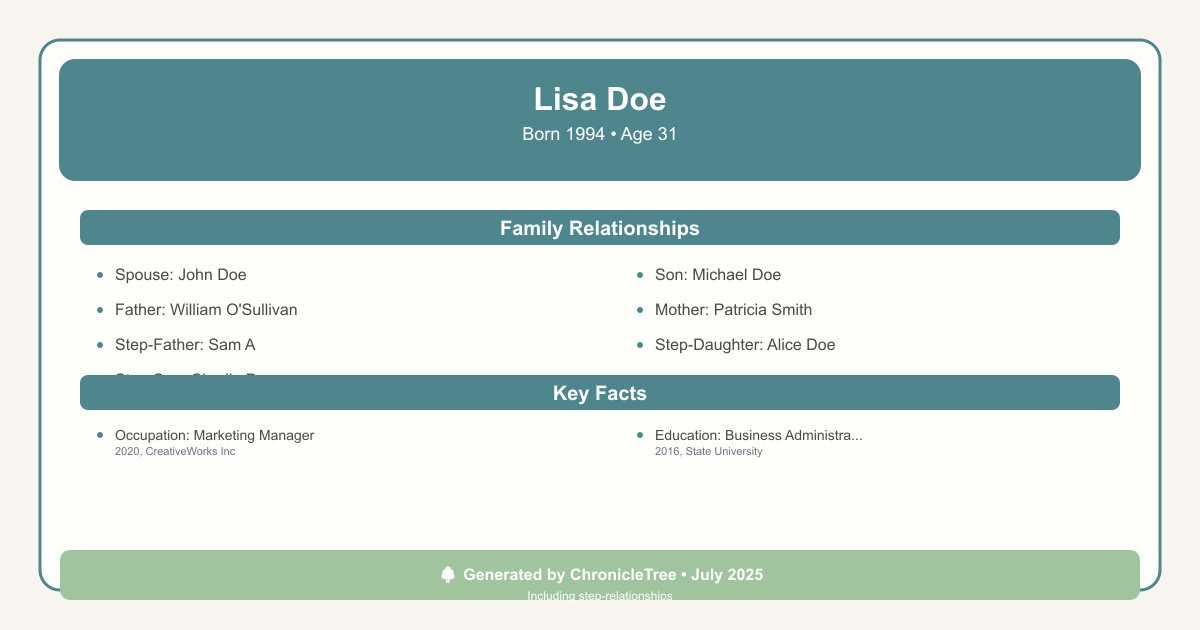 Lisa Doe
Born 1994 • Age 31
Family Relationships
• Spouse: John Doe
• Son: Michael Doe
• Father: William O'Sullivan
• Mother: Patricia Smith
• Step-Father: Sam A
• Step-Daughter: Alice Doe
Key Facts
• Occupation: Marketing Manager
2020, CreativeWorks Inc
• Education: Business Administra...
2016, State University
Generated by ChronicleTree • July 2025
Including step-relationships